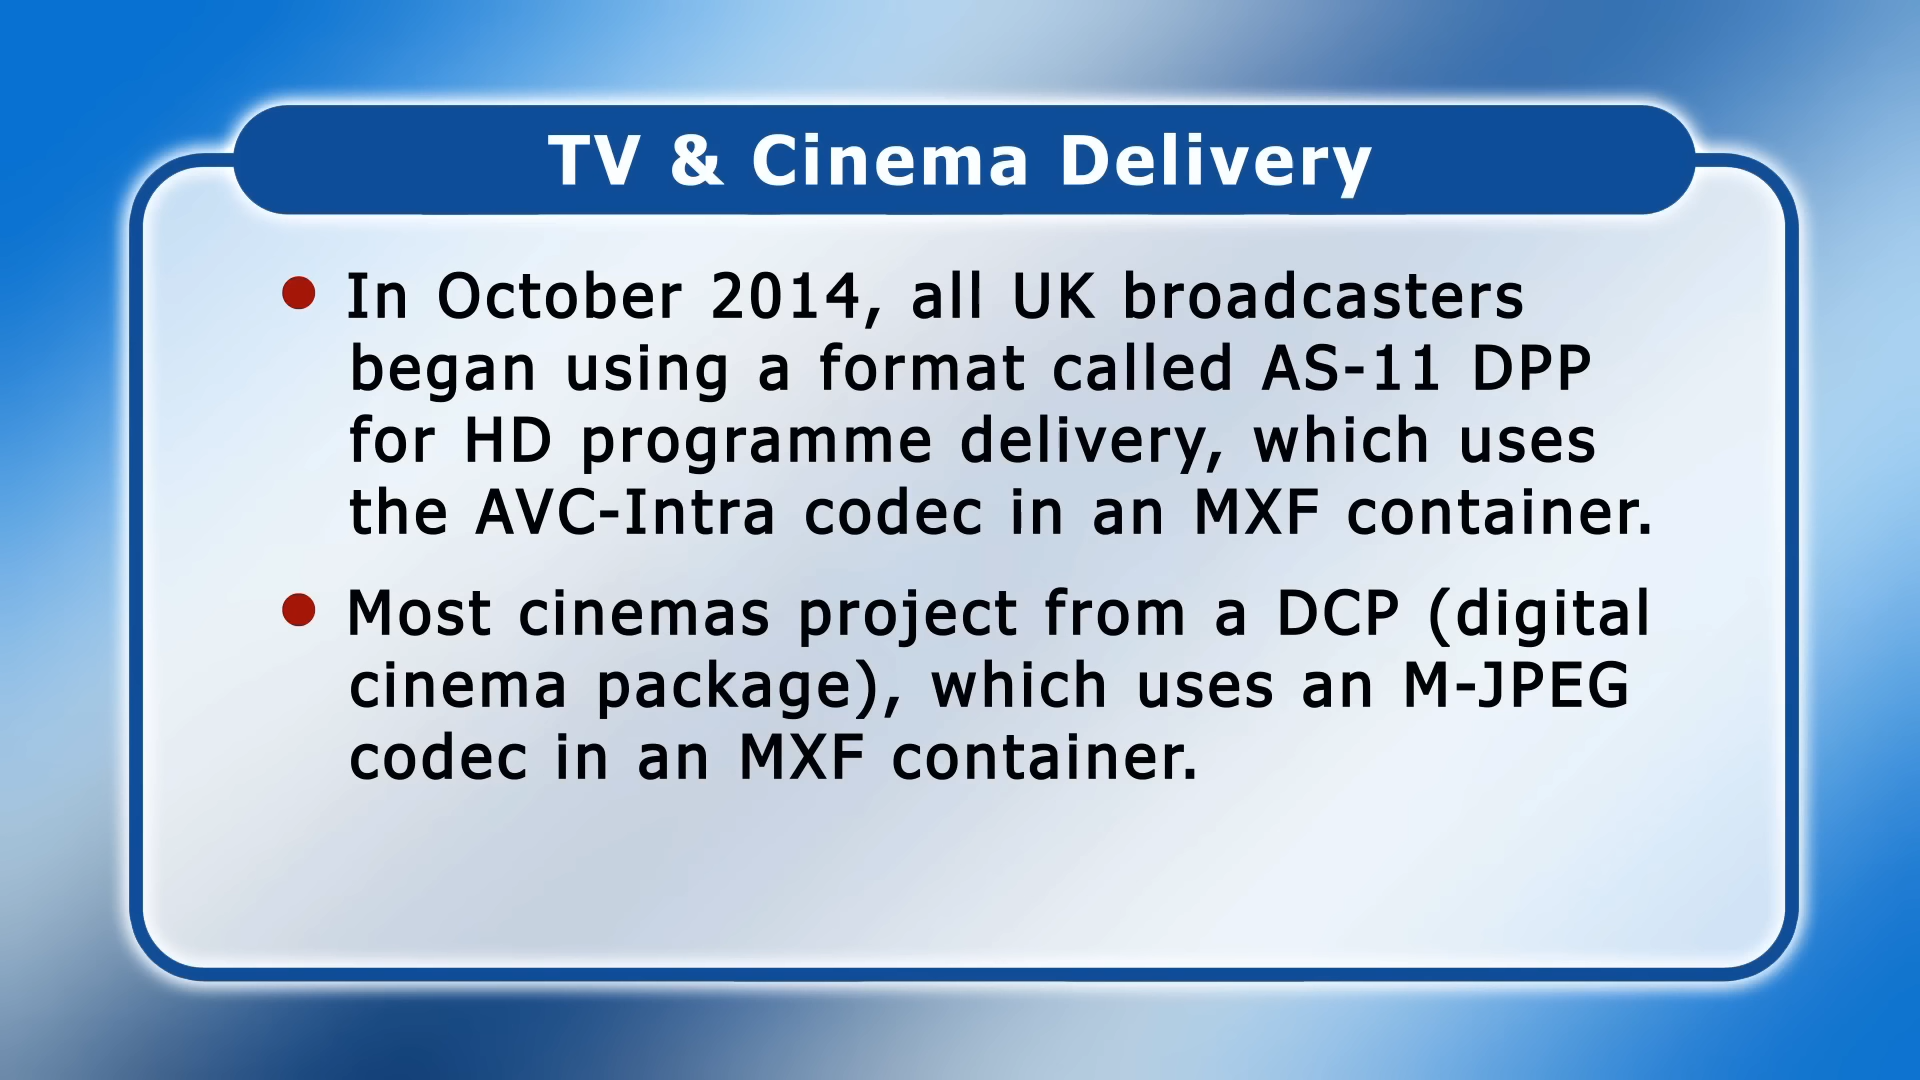 TV & Cinema Delivery
In October 2014, all UK broadcasters
began using a format called AS-11 DPP
for HD programme delivery, which uses
the AVC-Intra codec in an MXF container.
Most cinemas project from a DCP (digital
cinema package), which uses an M-JPEG
codec in an MXF container.